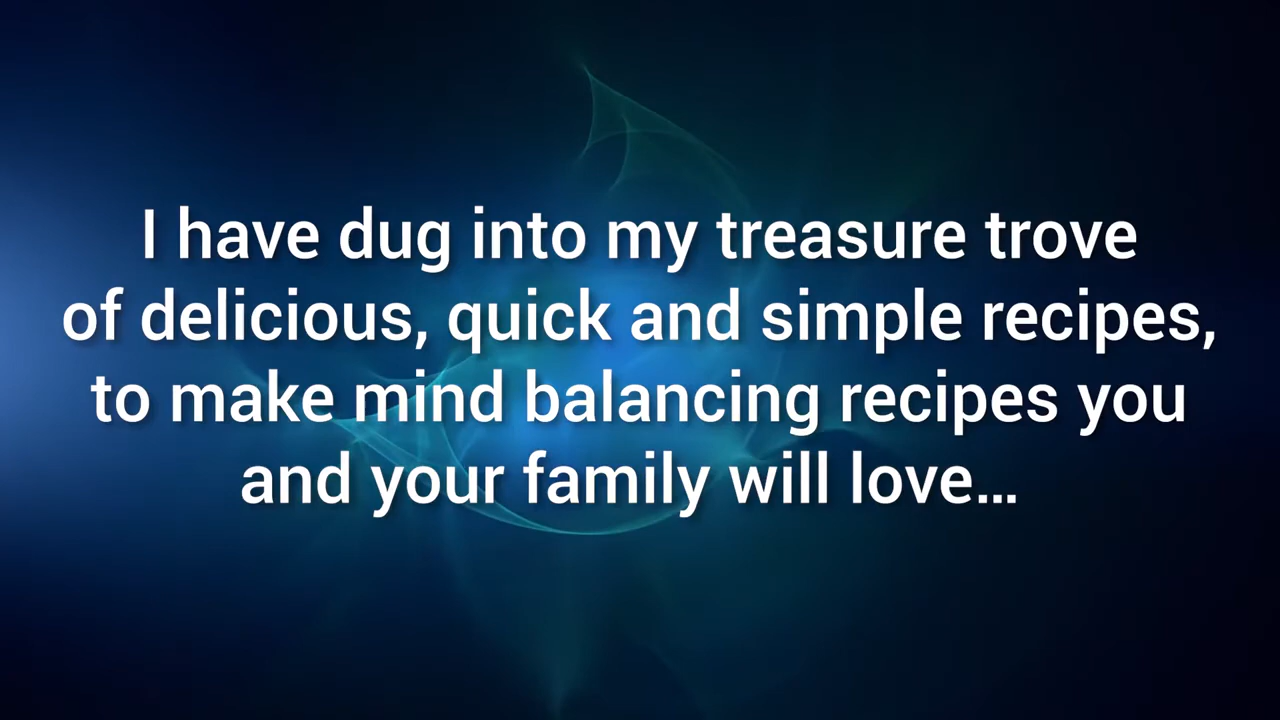 I have dug into my treasure trove
of delicious, quick and simple recipes,
to make mind balancing recipes you
and your family will love…